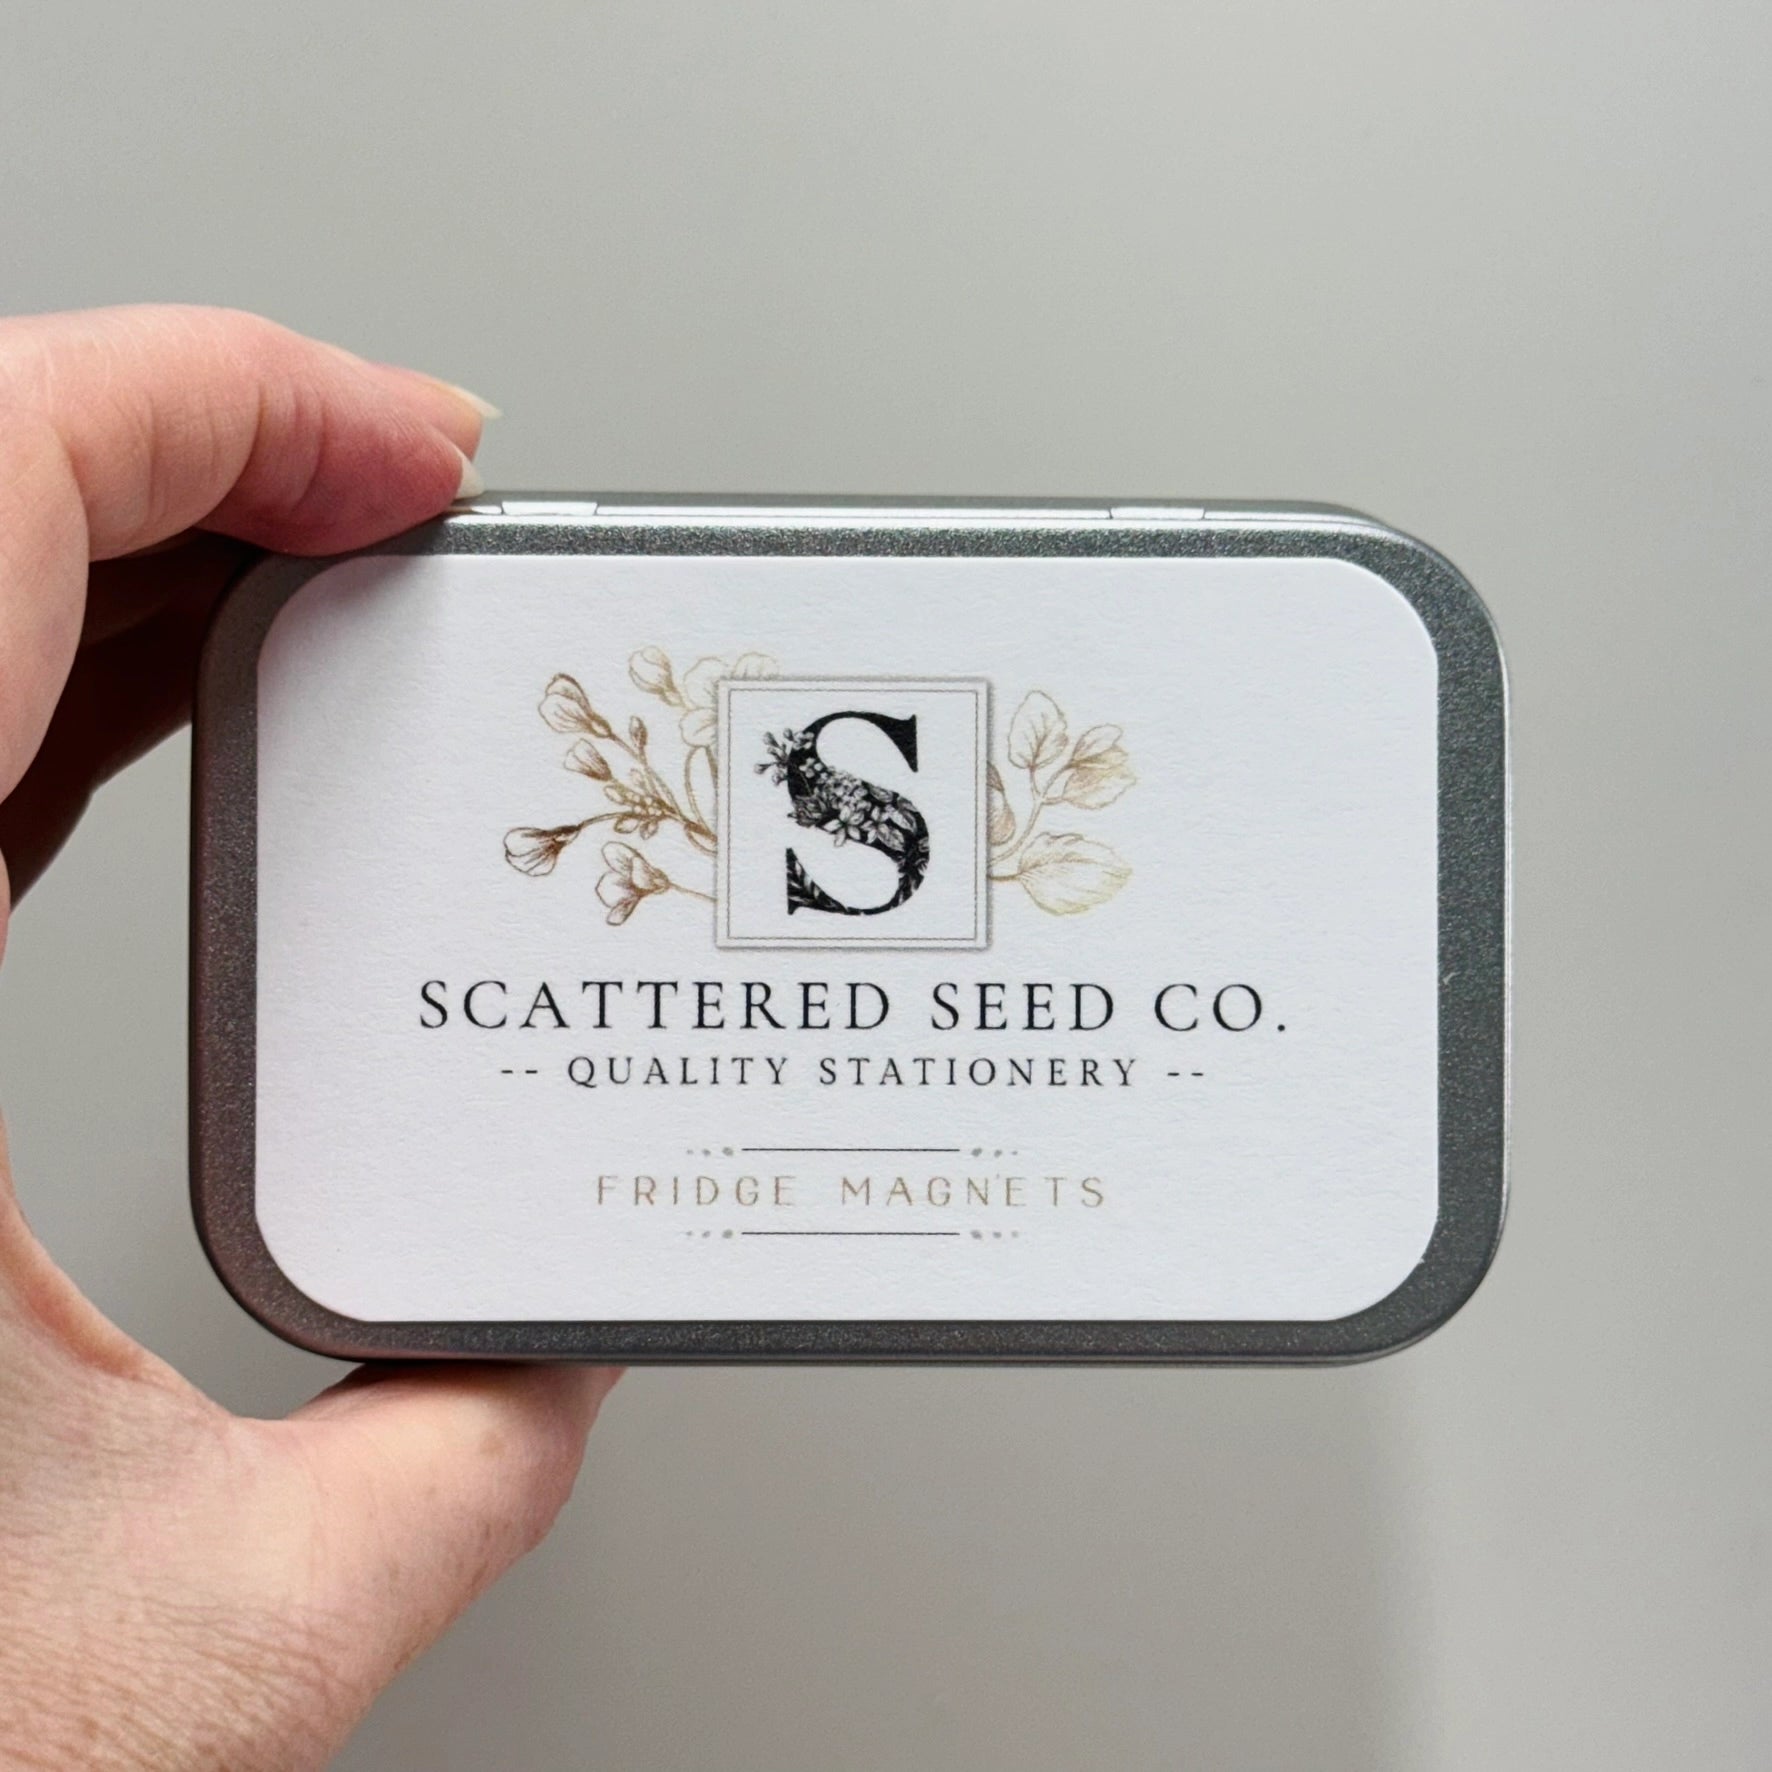 S
SCATTERED SEED CO.
-- QUALITY STATIONERY --
FRIDGE MAGNETS